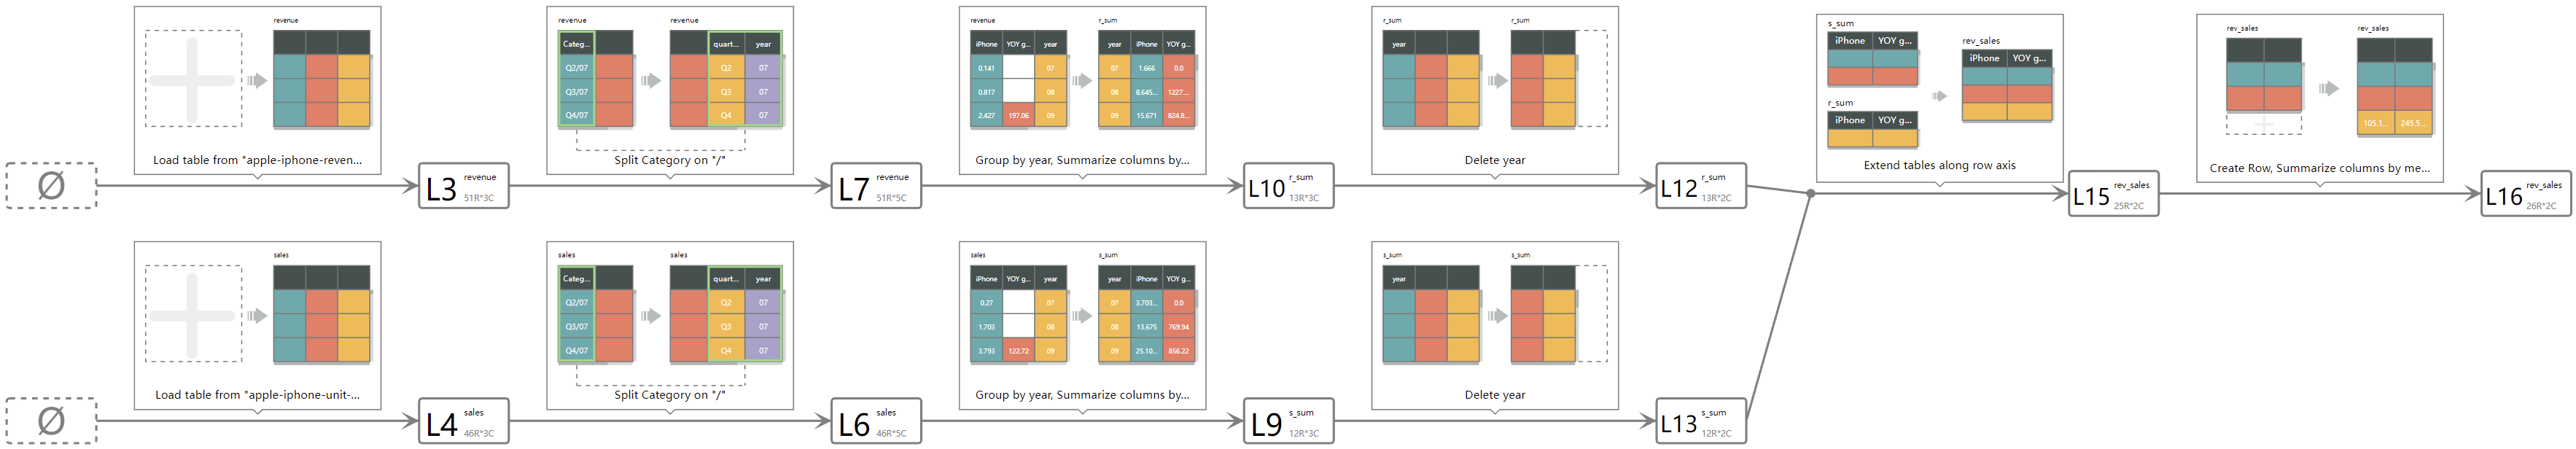 revenue
Load table from "apple-iphone-reven...
revenue revenue
Categ... quart... year
Q2/07 Q2 07
Q3/07 Q3 07
Q4/07 Q4 07
Split Category on "/"
revenue r_sum
iPhone YOY g... year year iPhone YOY g...
0.141 07 07 1.666 0.0
0.817 08 08 8.645... 1227....
2.427 197.06 09 09 15.671 824.8...
Group by year, Summarize columns by...
r_sum r_sum
year
Delete year
s_sum
iPhone YOY g...
r_sum
iPhone YOY g...
rev_sales
iPhone YOY g...
Extend tables along row axis
rev_sales rev_sales
105.1... 245.5...
Create Row, Summarize columns by me...
Ø
L3 revenue
51R*3C
L7 revenue
51R*5C
L10 r_sum
13R*3C
L12 r_sum
13R*2C
L15 rev_sales
25R*2C
L16 rev_sales
26R*2C
sales
Load table from "apple-iphone-unit-...
sales sales
Categ... quart... year
Q2/07 Q2 07
Q3/07 Q3 07
Q4/07 Q4 07
Split Category on "/"
sales s_sum
iPhone YOY g... year year iPhone YOY g...
0.27 07 07 3.703... 0.0
1.703 08 08 13.675 769.94
3.793 122.72 09 09 25.10... 856.22
Group by year, Summarize columns by...
s_sum s_sum
year
Delete year
Ø
L4 sales
46R*3C
L6 sales
46R*5C
L9 s_sum
12R*3C
L13 s_sum
12R*2C